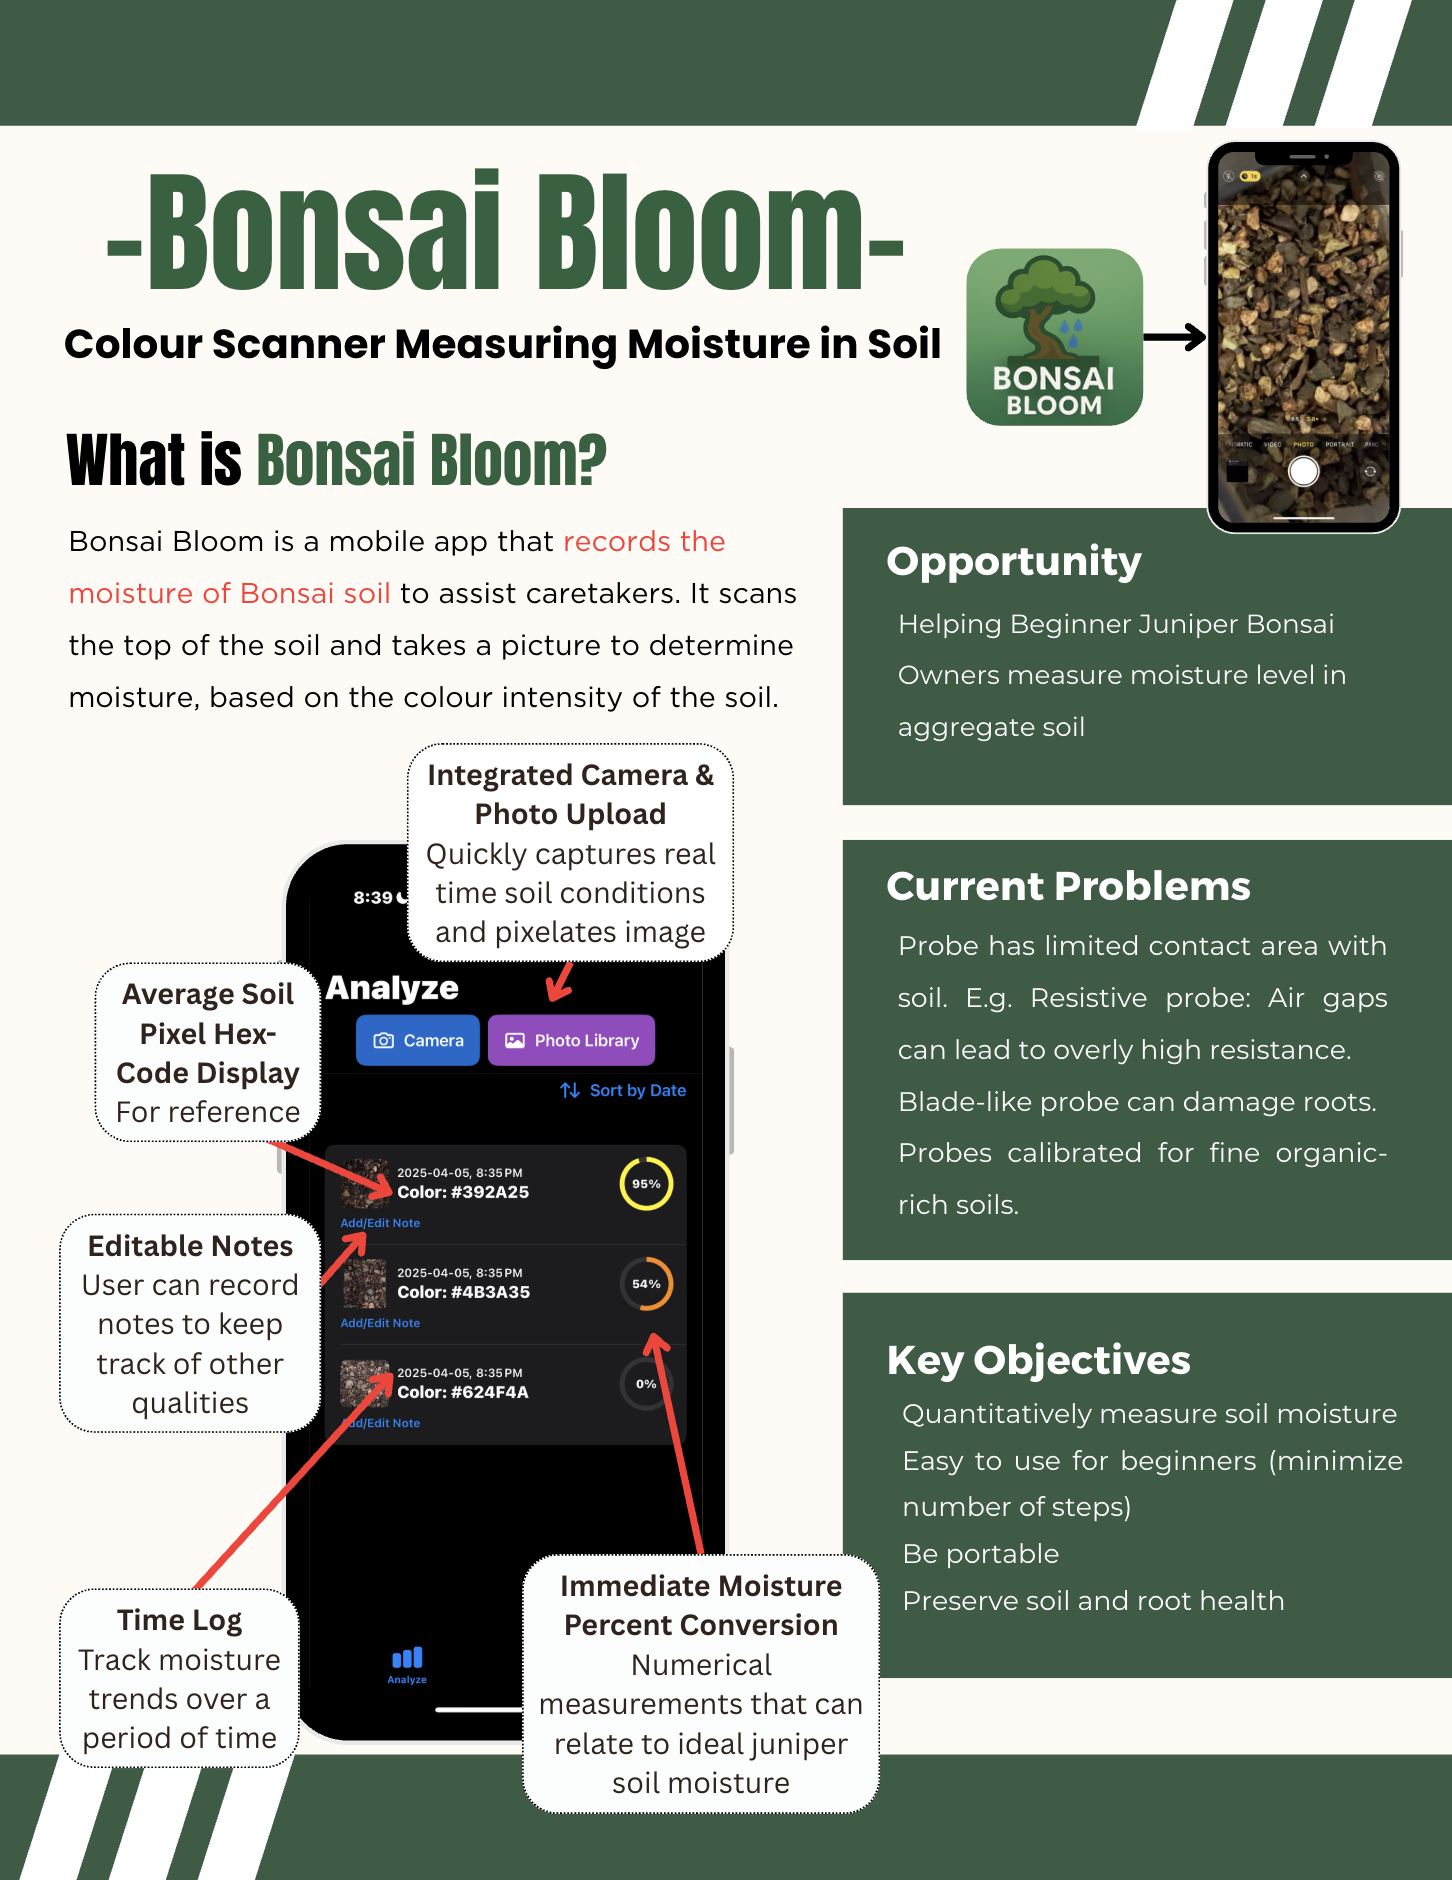 -Bonsai Bloom-
Colour Scanner Measuring Moisture in Soil
BONSAI
BLOOM
1s
PHOTO
VIDEO
PORTRAIT
What is Bonsai Bloom?
Bonsai Bloom is a mobile app that records the
moisture of Bonsai soil to assist caretakers. It scans
the top of the soil and takes a picture to determine
moisture, based on the colour intensity of the soil.
Opportunity
Helping Beginner Juniper Bonsai
Owners measure moisture level in
aggregate soil
Current Problems
Probe has limited contact area with
soil. E.g. Resistive probe: Air gaps
can lead to overly high resistance.
Blade-like probe can damage roots.
Probes calibrated for fine organic-
rich soils.
Key Objectives
Quantitatively measure soil moisture
Easy to use for beginners (minimize
number of steps)
Be portable
Preserve soil and root health
Integrated Camera &
Photo Upload
Quickly captures real
time soil conditions
and pixelates image
Average Soil
Pixel Hex-
Code Display
For reference
Editable Notes
User can record
notes to keep
track of other
qualities
Time Log
Track moisture
trends over a
period of time
Immediate Moisture
Percent Conversion
Numerical
measurements that can
relate to ideal juniper
soil moisture
8:39
Analyze
Camera
Photo Library
Sort by Date
2025-04-05, 8:35 PM
Color: #392A25
95%
Add/Edit Note
2025-04-05, 8:35 PM
Color: #4B3A35
54%
Add/Edit Note
2025-04-05, 8:35 PM
Color: #624F4A
0%
Add/Edit Note
Analyze